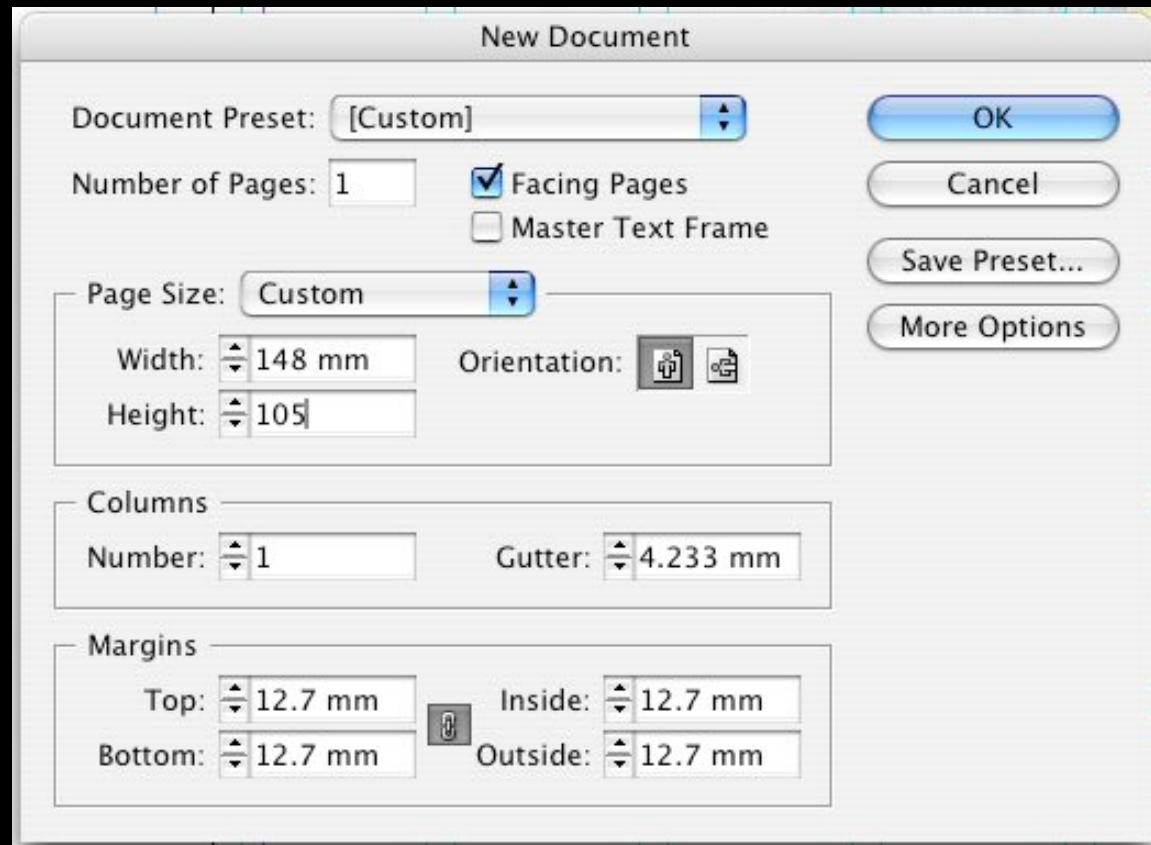 New Document
Document Preset: [Custom]
OK
Number of Pages: 1
Facing Pages
Cancel
Master Text Frame
Save Preset...
Page Size: Custom
More Options
Width: 148 mm
Orientation:
Height: 105
Columns
Number: 1
Gutter: 4.233 mm
Margins
Top: 12.7 mm
Inside: 12.7 mm
Bottom: 12.7 mm
Outside: 12.7 mm